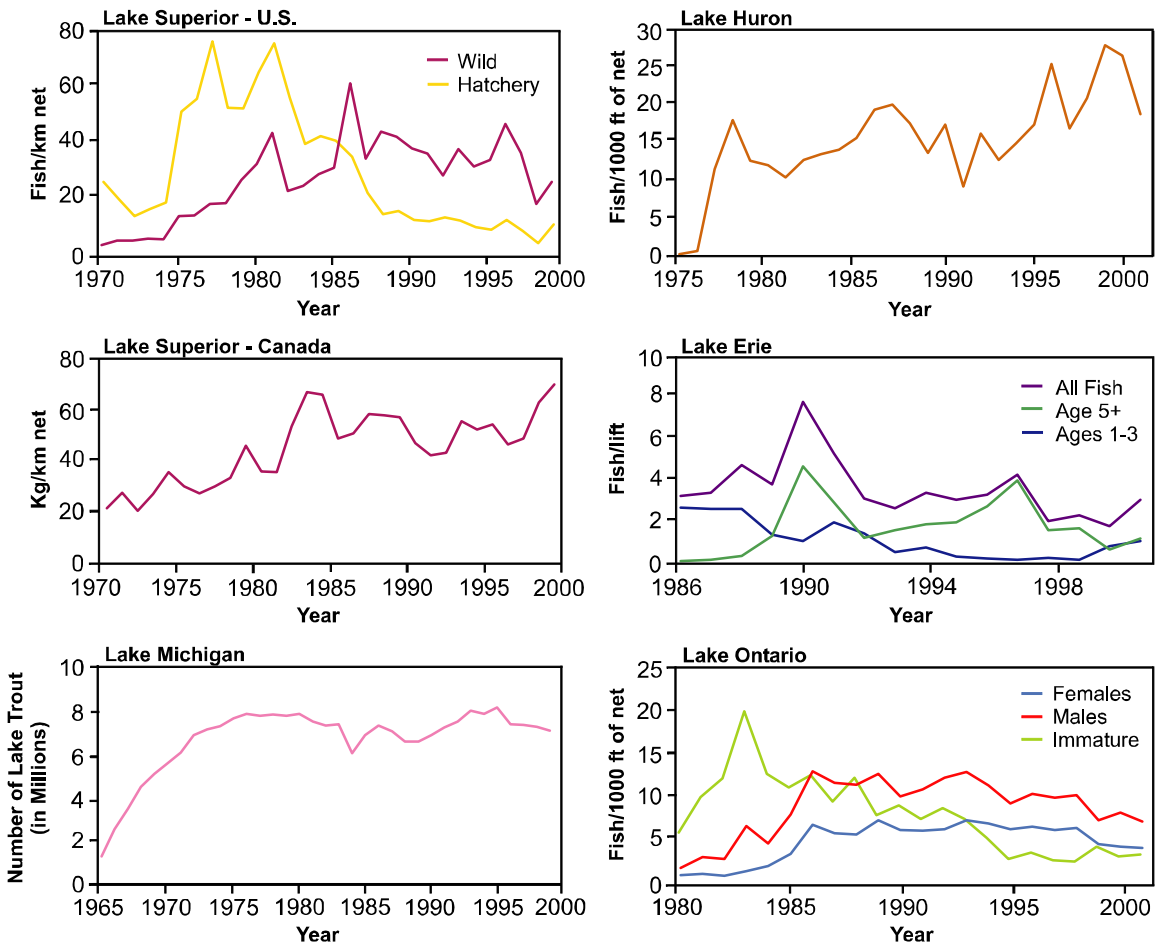 Lake Superior - U.S.
80
60
40
20
0
Fish/km net
Wild
Hatchery
1970 1975 1980 1985 1990 1995 2000
Year
Lake Huron
30
25
20
15
10
5
0
Fish/1000 ft of net
1975 1980 1985 1990 1995 2000
Year
Lake Superior - Canada
80
60
40
20
0
Kg/km net
1970 1975 1980 1985 1990 1995 2000
Year
Lake Erie
10
8
6
4
2
0
Fish/lift
All Fish
Age 5+
Ages 1-3
1986 1990 1994 1998
Year
Lake Michigan
10
8
6
4
2
0
Number of Lake Trout
(in Millions)
1965 1970 1975 1980 1985 1990 1995 2000
Year
Lake Ontario
25
20
15
10
5
0
Fish/1000 ft of net
Females
Males
Immature
1980 1985 1990 1995 2000
Year